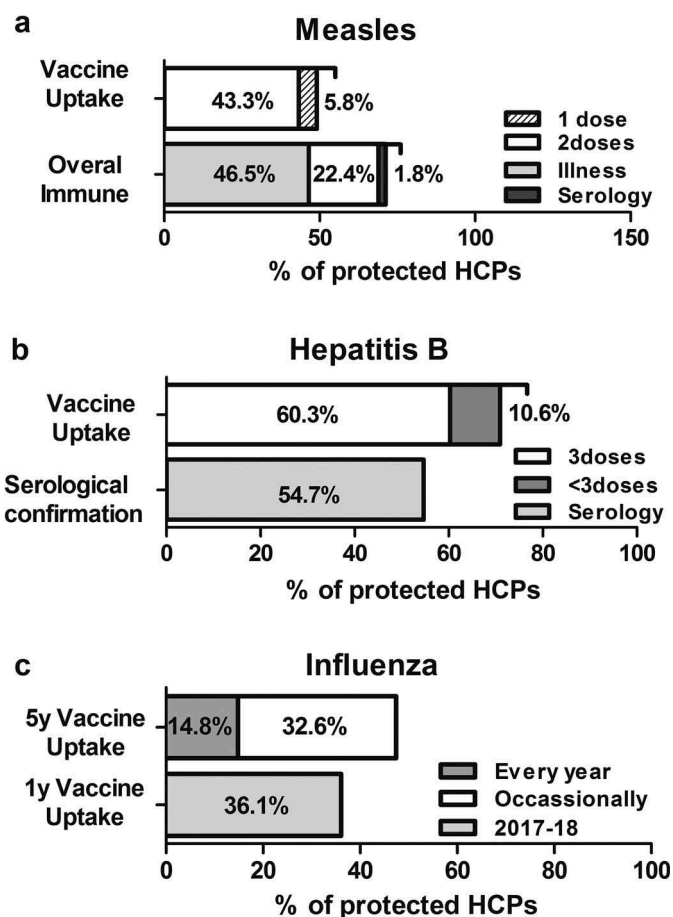 a
Measles
Vaccine
Uptake
43.3%
5.8%
Overal
Immune
46.5%
22.4%
1.8%
1 dose
2doses
Illness
Serology
0
50
100
150
% of protected HCPs
b
Hepatitis B
Vaccine
Uptake
60.3%
10.6%
Serological
confirmation
54.7%
3doses
<3doses
Serology
0
20
40
60
80
100
% of protected HCPs
c
Influenza
5y Vaccine
Uptake
14.8%
32.6%
1y Vaccine
Uptake
36.1%
Every year
Occassionally
2017-18
0
20
40
60
80
100
% of protected HCPs